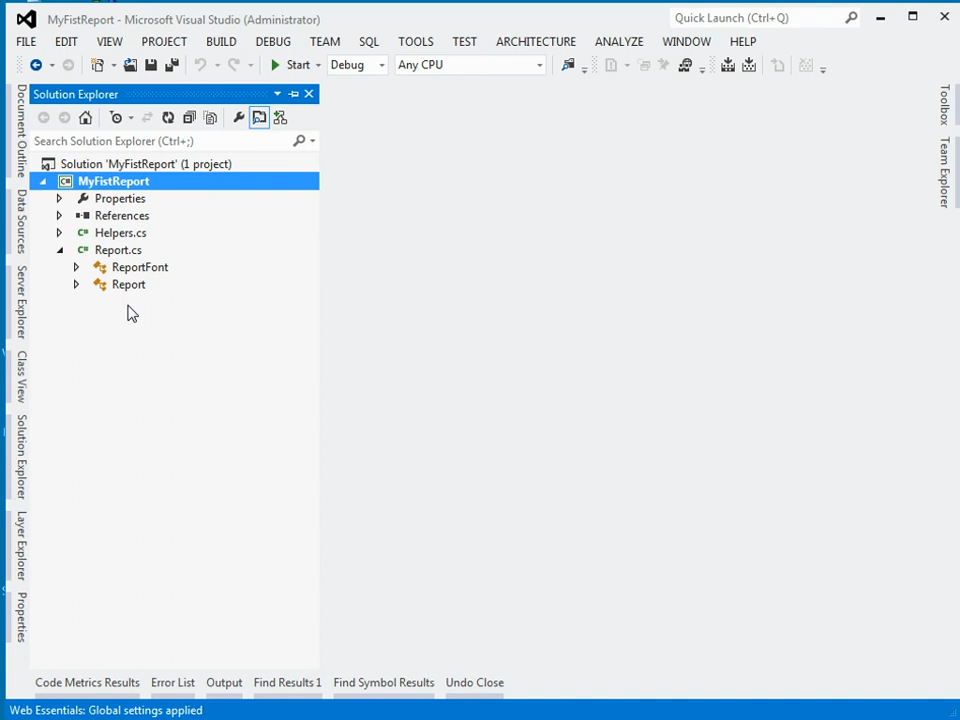 MyFistReport - Microsoft Visual Studio (Administrator)
Quick Launch (Ctrl+Q)
FILE EDIT VIEW PROJECT BUILD DEBUG TEAM SQL TOOLS TEST ARCHITECTURE ANALYZE WINDOW HELP
Start Debug Any CPU
Solution Explorer
Search Solution Explorer (Ctrl+;)
Solution 'MyFistReport' (1 project)
MyFistReport
Properties
References
Helpers.cs
Report.cs
ReportFont
Report
Document Outline
Data Sources
Server Explorer
Class View
Solution Explorer
Layer Explorer
Properties
Toolbox
Team Explorer
Code Metrics Results Error List Output Find Results 1 Find Symbol Results Undo Close
Web Essentials: Global settings applied